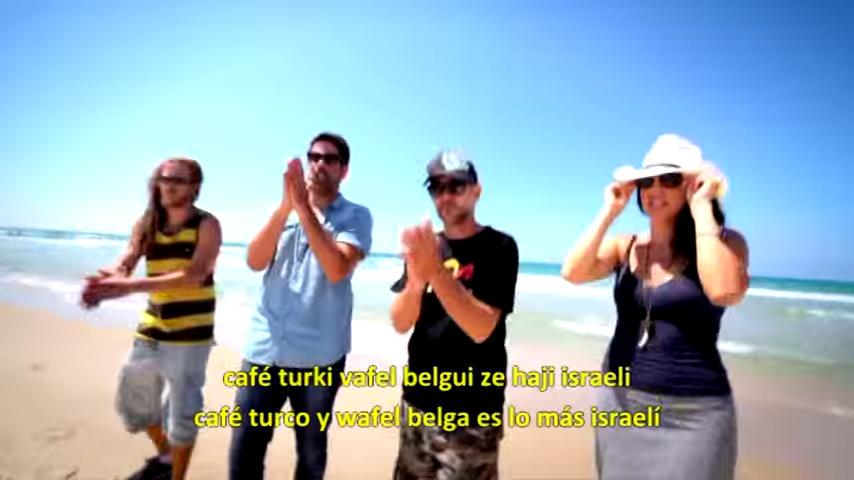 café turki vafel belgui ze haji israeli
café turco y wafel belga es lo más israelí